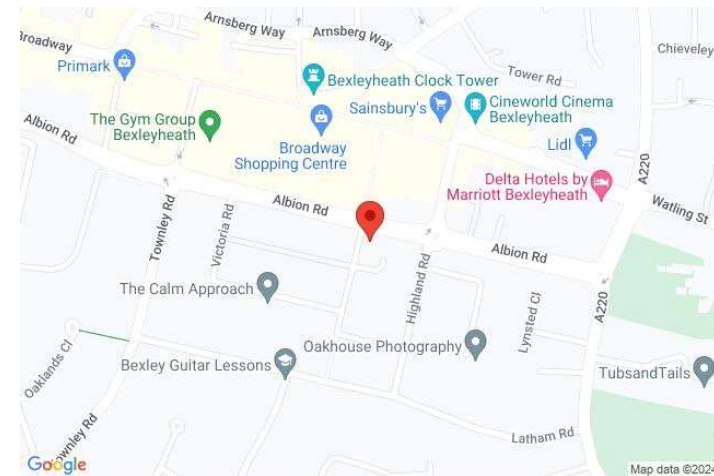 Arnsberg Way
Arnsberg Way
Broadway
Chieveley
Primark
Tower Rd
Bexleyheath Clock Tower
Sainsbury's
Cineworld Cinema
Bexleyheath
The Gym Group
Bexleyheath
Albion Rd
Broadway
Shopping Centre
Lidl
A220
Delta Hotels by
Marriott Bexleyheath
Watling St
Albion Rd
Townley Rd
Victoria Rd
Albion Rd
Highland Rd
The Calm Approach
A220
Lynsted Cl
Oakhouse Photography
Bexley Guitar Lessons
Oaklands Cl
TubsandTails
ownley Rd
Latham Rd
Google
Map data ©2024